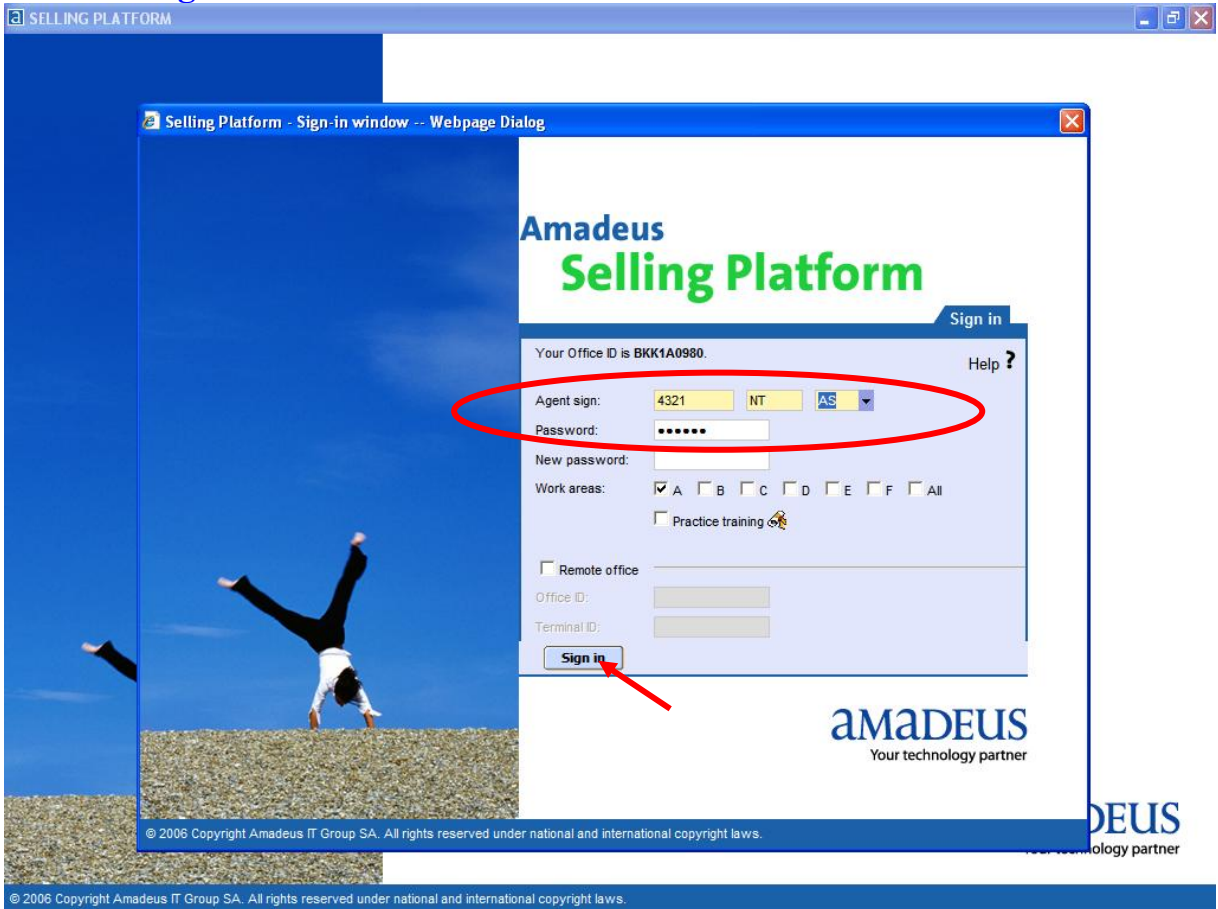 SELLING PLATFORM
Selling Platform - Sign-in window -- Webpage Dialog
Amadeus
Selling Platform
Sign in
Your Office ID is BKK1A0980.
Help ?
Agent sign: 4321 NT AS
Password: ••••••
New password:
Work areas: A B C D E F All
Practice training
Remote office
Office ID:
Terminal ID:
Sign in
amaDEUS
Your technology partner
© 2006 Copyright Amadeus IT Group SA. All rights reserved under national and international copyright laws.
DEUS
nology partner
© 2006 Copyright Amadeus IT Group SA. All rights reserved under national and international copyright laws.